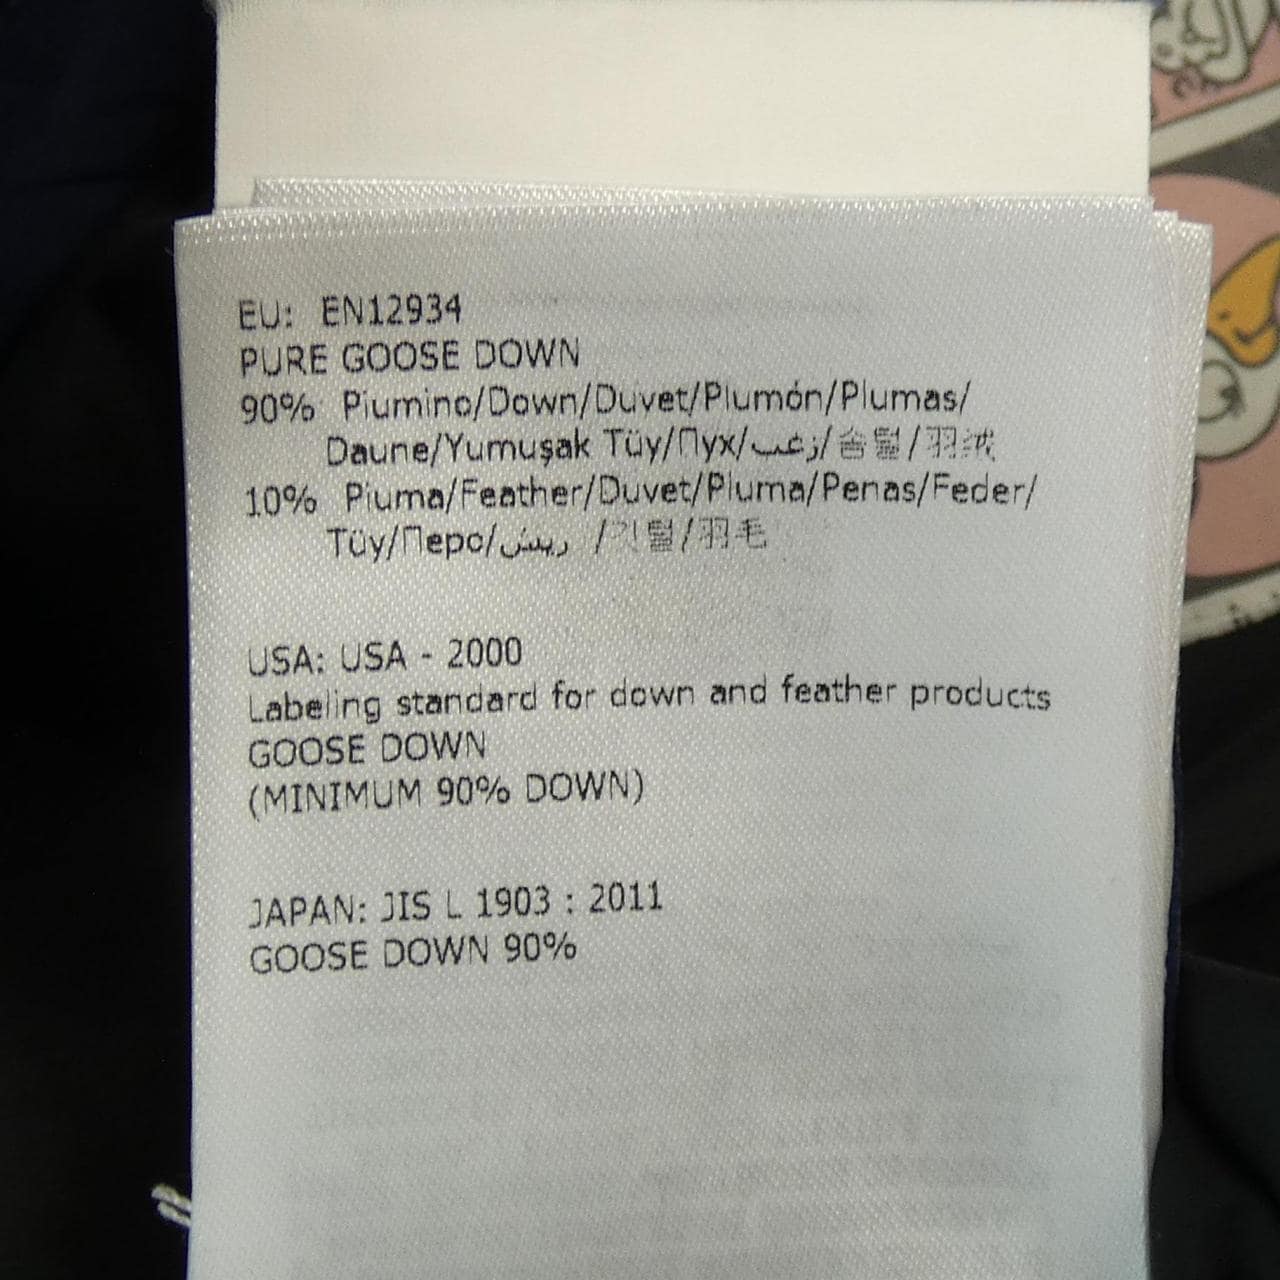 EU: EN12934
PURE GOOSE DOWN
90% Piumino/Down/Duvet/Plumón/Plumas/
Daune/Yumuşak Tüy/Пух/زغب/솜털/羽绒
10% Piuma/Feather/Duvet/Pluma/Penas/Feder/
Tüy/Перо/ريش /깃털/羽毛
USA: USA - 2000
Labeling standard for down and feather products
GOOSE DOWN
(MINIMUM 90% DOWN)
JAPAN: JIS L 1903 : 2011
GOOSE DOWN 90%